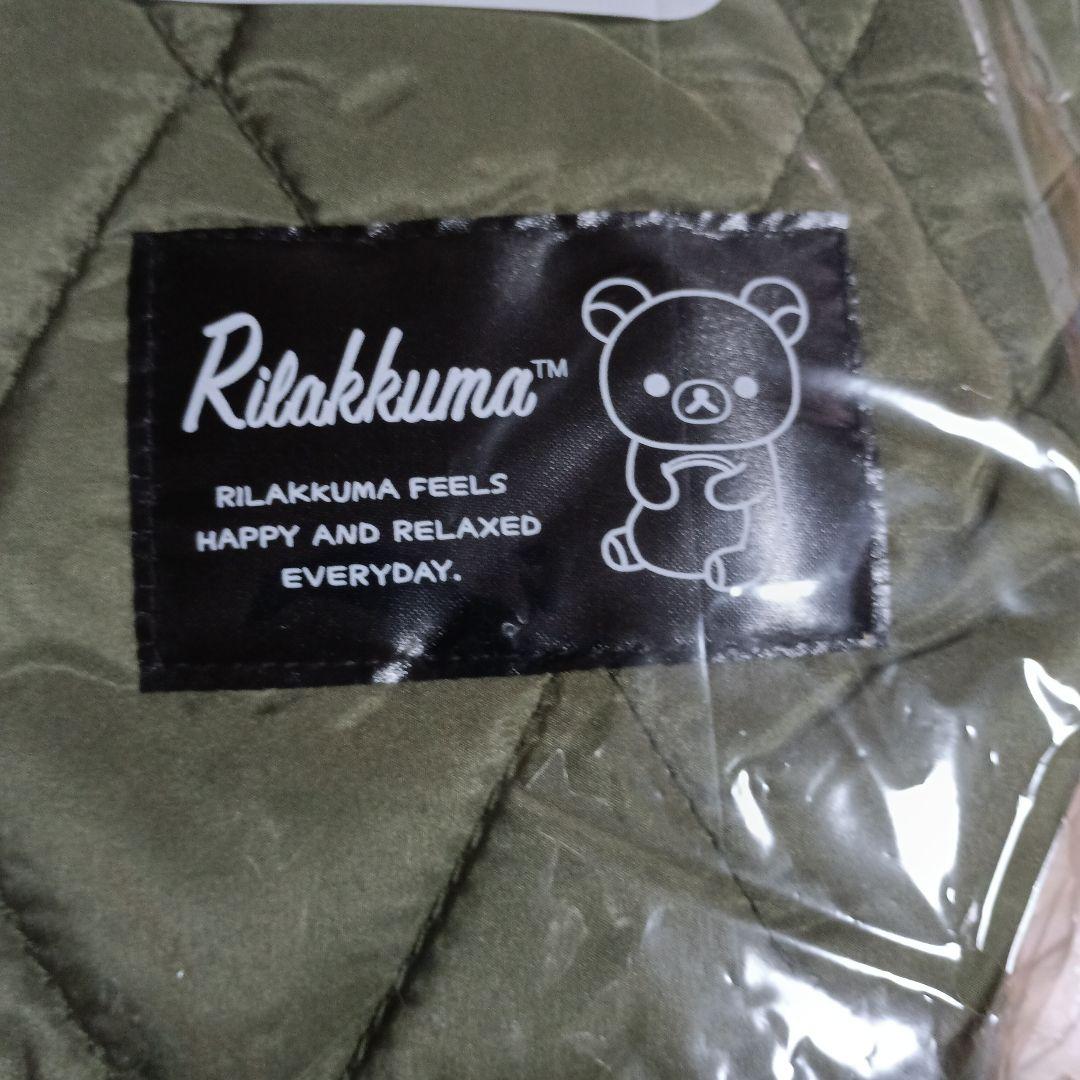 Rilakkuma™
RILAKKUMA FEELS
HAPPY AND RELAXED
EVERYDAY.